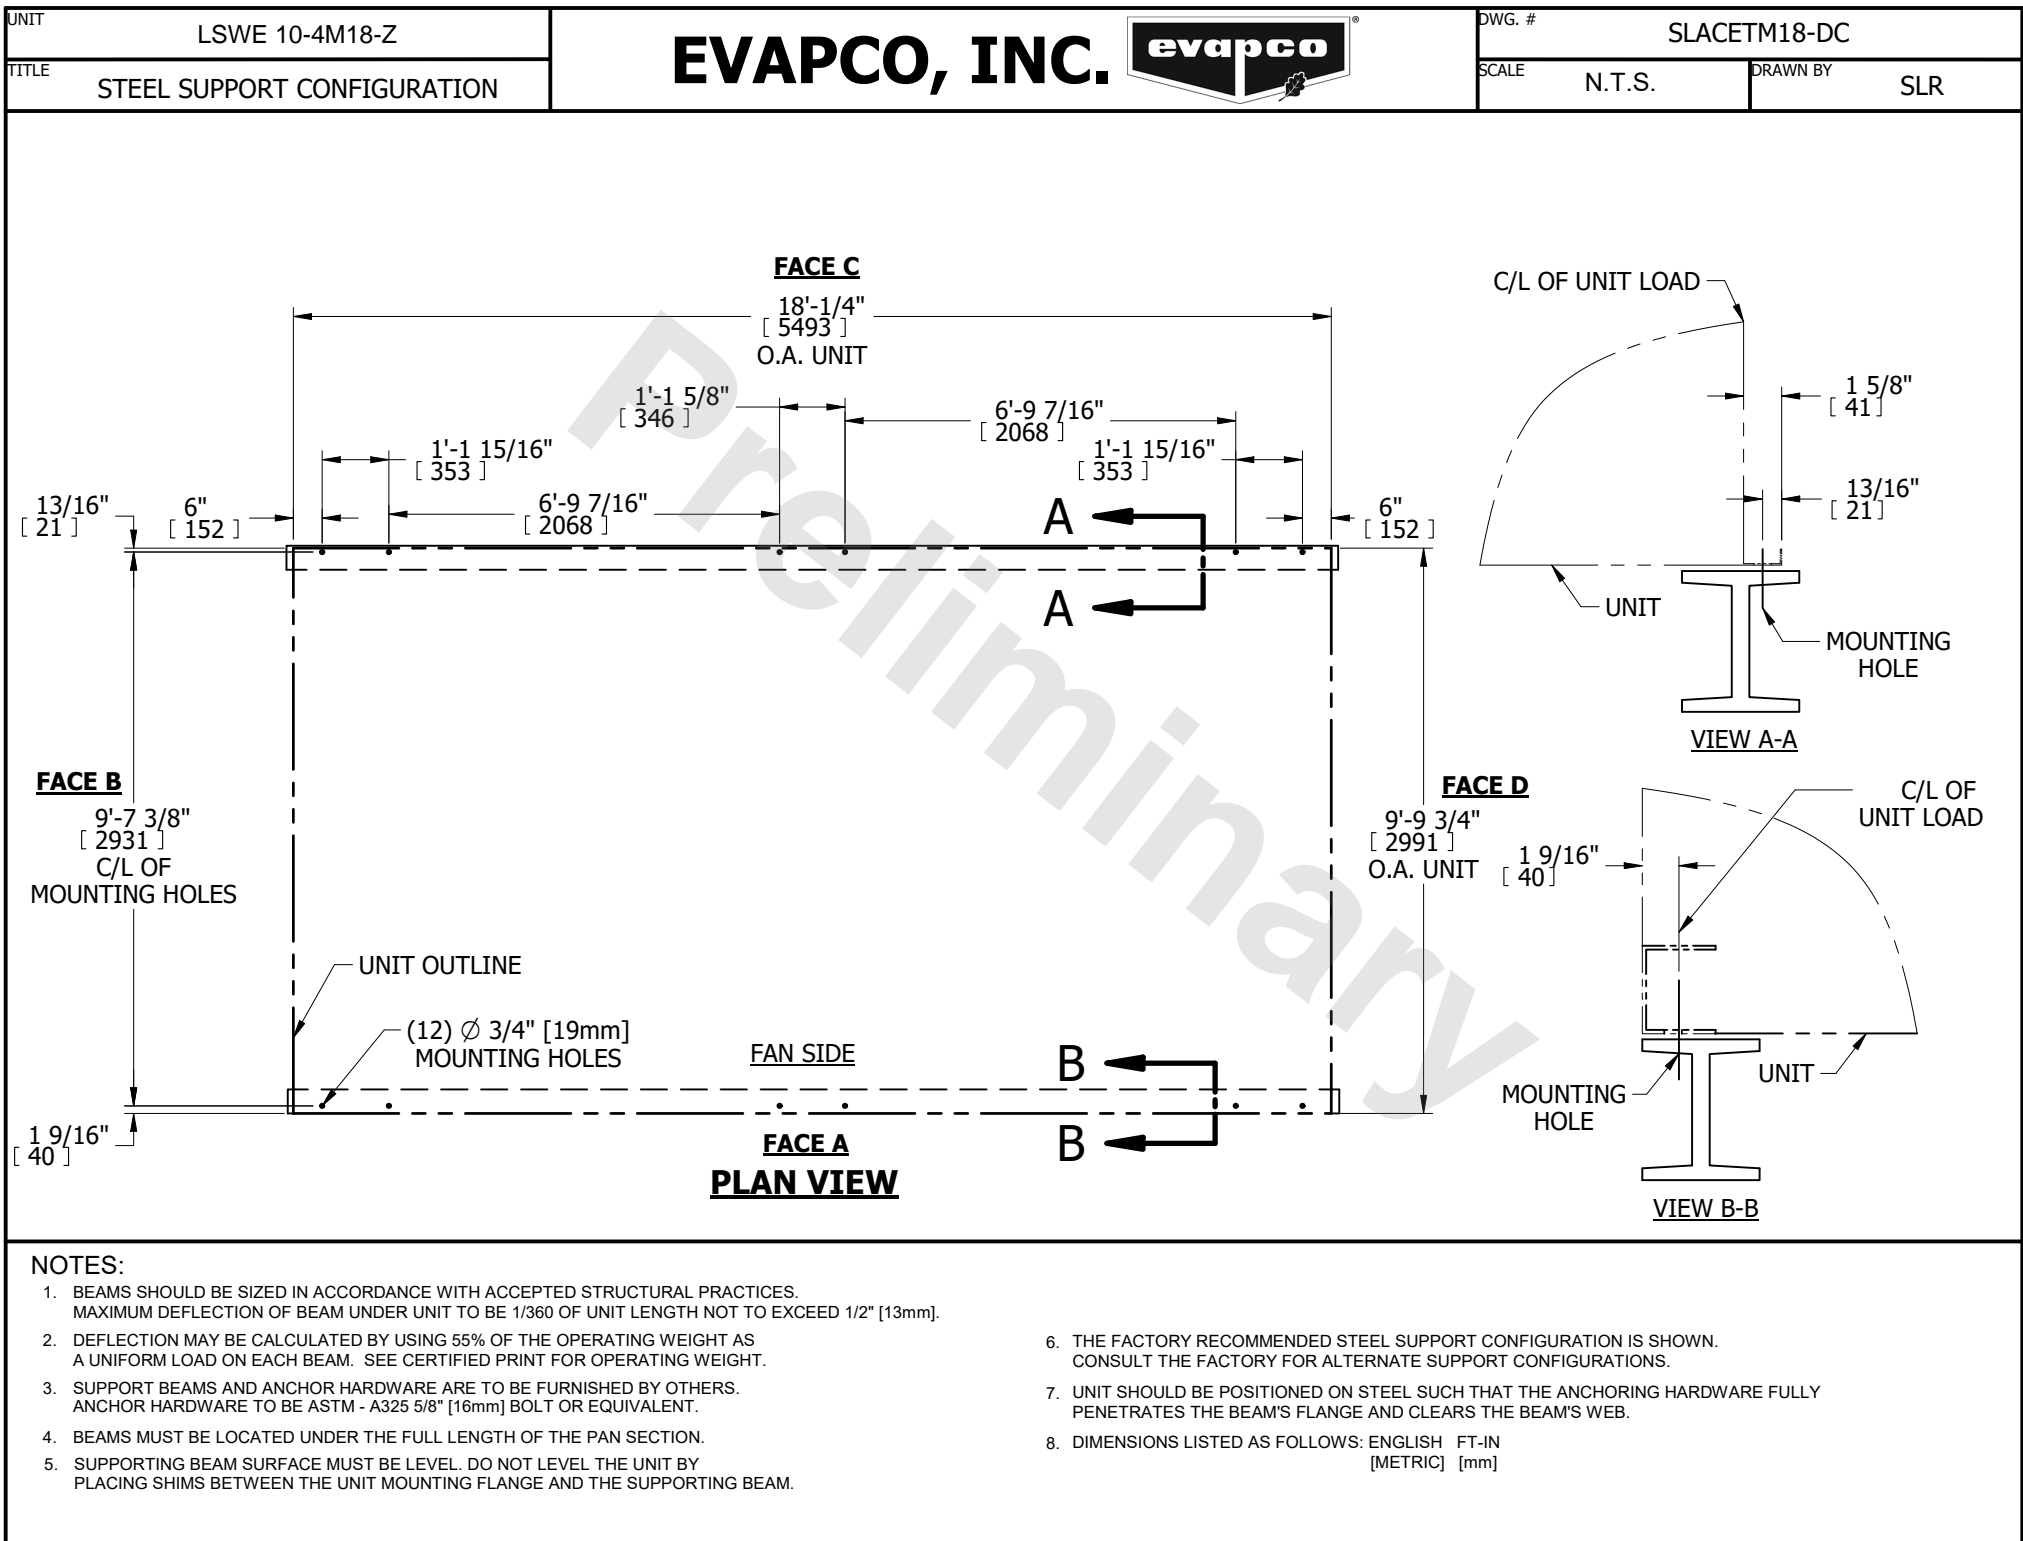 UNIT
LSWE 10-4M18-Z
TITLE
STEEL SUPPORT CONFIGURATION
EVAPCO, INC.
evapco
®
DWG. #
SLACETM18-DC
SCALE
N.T.S.
DRAWN BY
SLR
FACE C
18'-1/4"
[ 5493 ]
O.A. UNIT
1'-1 5/8"
[ 346 ]
6'-9 7/16"
[ 2068 ]
1'-1 15/16"
[ 353 ]
1'-1 15/16"
[ 353 ]
13/16"
[ 21 ]
6"
[ 152 ]
6'-9 7/16"
[ 2068 ]
6"
[ 152 ]
A
A
FACE B
9'-7 3/8"
[ 2931 ]
C/L OF
MOUNTING HOLES
FACE D
9'-9 3/4"
[ 2991 ]
O.A. UNIT
UNIT OUTLINE
(12) Ø 3/4" [19mm]
MOUNTING HOLES
FAN SIDE
B
B
1 9/16"
[ 40 ]
FACE A
PLAN VIEW
Preliminary
C/L OF UNIT LOAD
1 5/8"
[ 41 ]
13/16"
[ 21 ]
UNIT
MOUNTING
HOLE
VIEW A-A
C/L OF
UNIT LOAD
1 9/16"
[ 40 ]
UNIT
MOUNTING
HOLE
VIEW B-B
NOTES:
1. BEAMS SHOULD BE SIZED IN ACCORDANCE WITH ACCEPTED STRUCTURAL PRACTICES.
MAXIMUM DEFLECTION OF BEAM UNDER UNIT TO BE 1/360 OF UNIT LENGTH NOT TO EXCEED 1/2" [13mm].
2. DEFLECTION MAY BE CALCULATED BY USING 55% OF THE OPERATING WEIGHT AS
A UNIFORM LOAD ON EACH BEAM. SEE CERTIFIED PRINT FOR OPERATING WEIGHT.
3. SUPPORT BEAMS AND ANCHOR HARDWARE ARE TO BE FURNISHED BY OTHERS.
ANCHOR HARDWARE TO BE ASTM - A325 5/8" [16mm] BOLT OR EQUIVALENT.
4. BEAMS MUST BE LOCATED UNDER THE FULL LENGTH OF THE PAN SECTION.
5. SUPPORTING BEAM SURFACE MUST BE LEVEL. DO NOT LEVEL THE UNIT BY
PLACING SHIMS BETWEEN THE UNIT MOUNTING FLANGE AND THE SUPPORTING BEAM.
6. THE FACTORY RECOMMENDED STEEL SUPPORT CONFIGURATION IS SHOWN.
CONSULT THE FACTORY FOR ALTERNATE SUPPORT CONFIGURATIONS.
7. UNIT SHOULD BE POSITIONED ON STEEL SUCH THAT THE ANCHORING HARDWARE FULLY
PENETRATES THE BEAM'S FLANGE AND CLEARS THE BEAM'S WEB.
8. DIMENSIONS LISTED AS FOLLOWS: ENGLISH FT-IN
[METRIC] [mm]